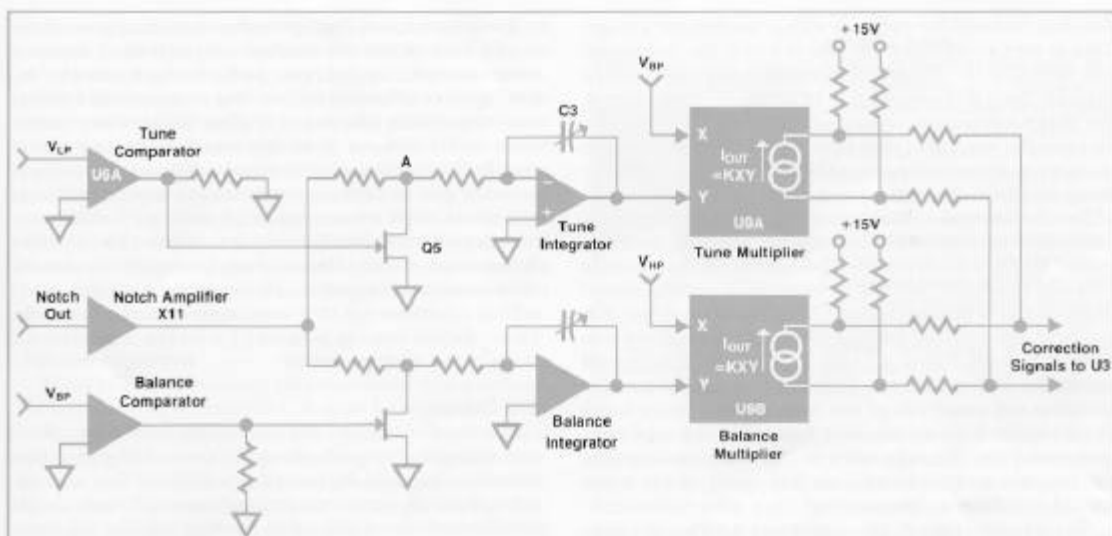 +15V
V_BP
C3
V_LP
Tune
Comparator
A
U6A
X
I_OUT
=KXY
Y
U9A
Tune Multiplier
Tune
Integrator
Q5
+15V
V_HP
Notch
Out
Notch Amplifier
X11
X
I_OUT
=KXY
Y
U9B
Balance
Multiplier
Correction
Signals to U3
V_BP
Balance
Comparator
Balance
Integrator